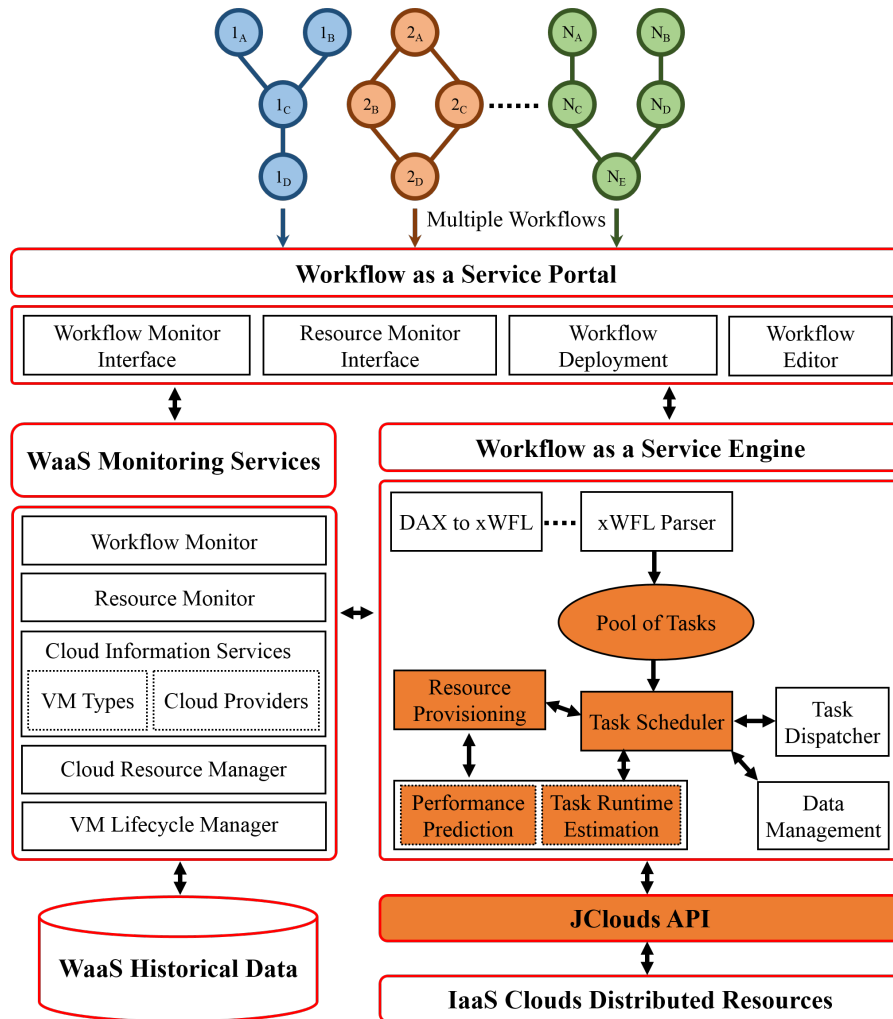 1A
1B
2A
NA
NB
1C
2B
2C
NC
ND
1D
2D
NE
Multiple Workflows
Workflow as a Service Portal
Workflow Monitor
Interface
Resource Monitor
Interface
Workflow
Deployment
Workflow
Editor
WaaS Monitoring Services
Workflow Monitor
Resource Monitor
Cloud Information Services
VM Types
Cloud Providers
Cloud Resource Manager
VM Lifecycle Manager
WaaS Historical Data
Workflow as a Service Engine
DAX to xWFL
xWFL Parser
Pool of Tasks
Resource
Provisioning
Task Scheduler
Task
Dispatcher
Performance
Prediction
Task Runtime
Estimation
Data
Management
JClouds API
IaaS Clouds Distributed Resources